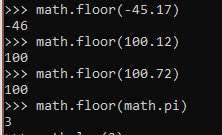 >>> math.floor(-45.17)
-46
>>> math.floor(100.12)
100
>>> math.floor(100.72)
100
>>> math.floor(math.pi)
3